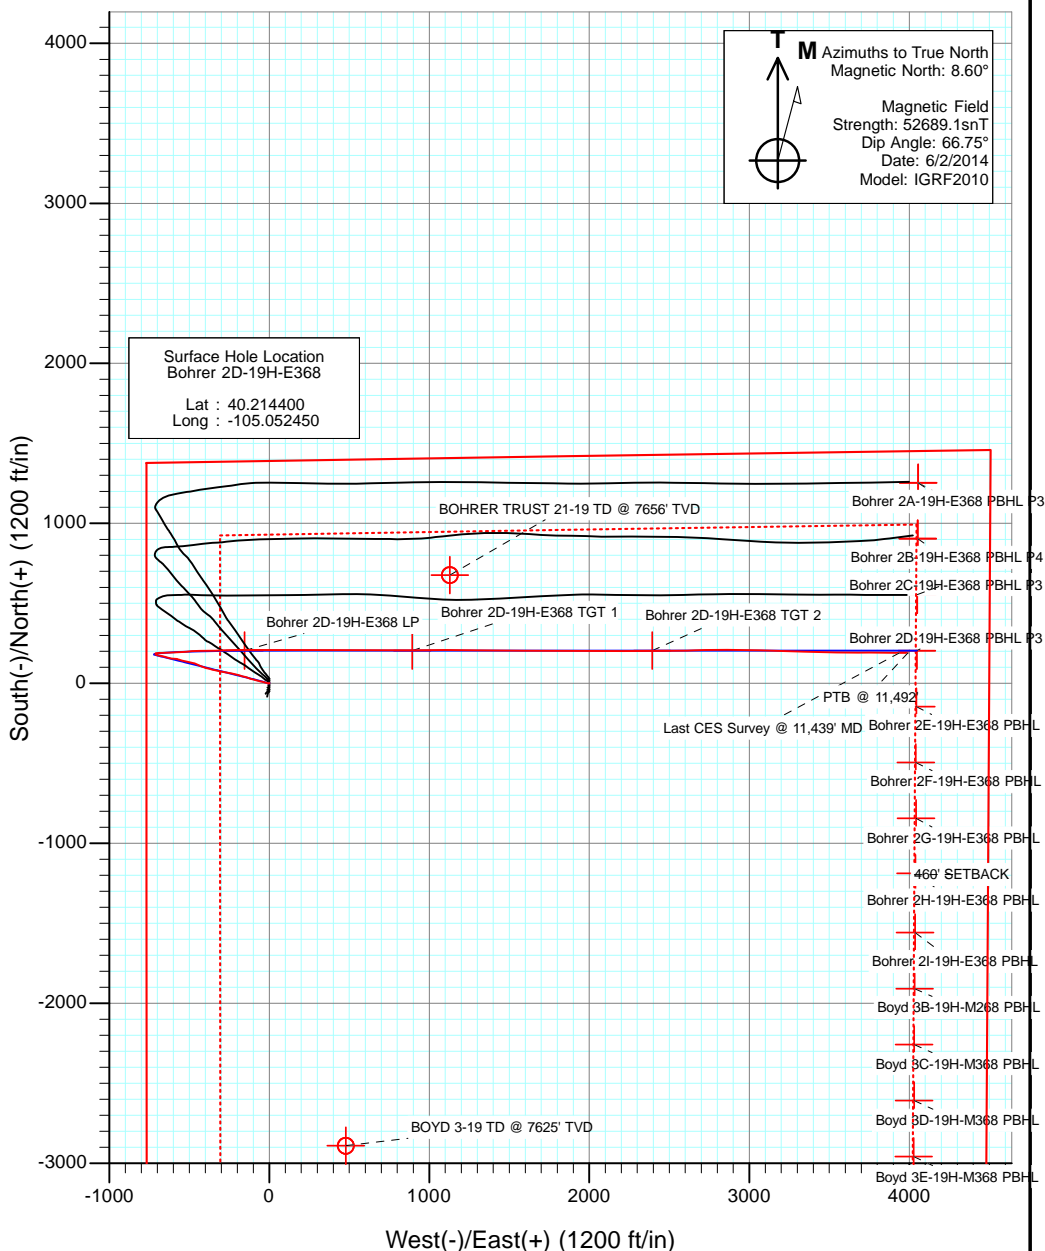 4000
3000
2000
1000
0
-1000
-2000
-3000
South(-)/North(+) (1200 ft/in)
T
M
Azimuths to True North
Magnetic North: 8.60°
Magnetic Field
Strength: 52689.1snT
Dip Angle: 66.75°
Date: 6/2/2014
Model: IGRF2010
Surface Hole Location
Bohrer 2D-19H-E368
Lat : 40.214400
Long : -105.052450
BOHRER TRUST 21-19 TD @ 7656' TVD
Bohrer 2A-19H-E368 PBHL P3
Bohrer 2B-19H-E368 PBHL P4
Bohrer 2C-19H-E368 PBHL P3
Bohrer 2D-19H-E368 LP
Bohrer 2D-19H-E368 TGT 1
Bohrer 2D-19H-E368 TGT 2
Bohrer 2D-19H-E368 PBHL P3
PTB @ 11,492'
Last CES Survey @ 11,439' MD
Bohrer 2E-19H-E368 PBHL
Bohrer 2F-19H-E368 PBHL
Bohrer 2G-19H-E368 PBHL
460' SETBACK
Bohrer 2H-19H-E368 PBHL
Bohrer 2I-19H-E368 PBHL
Boyd 3B-19H-M268 PBHL
Boyd 3C-19H-M368 PBHL
Boyd 3D-19H-M368 PBHL
BOYD 3-19 TD @ 7625' TVD
Boyd 3E-19H-M368 PBHL
-1000
0
1000
2000
3000
4000
West(-)/East(+) (1200 ft/in)